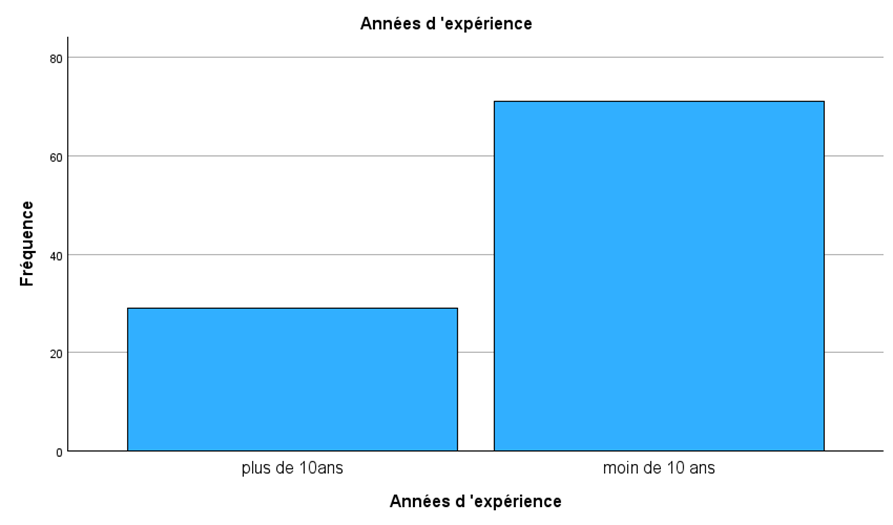 Années d 'expérience
80
60
40
20
0
Fréquence
plus de 10ans
moin de 10 ans
Années d 'expérience